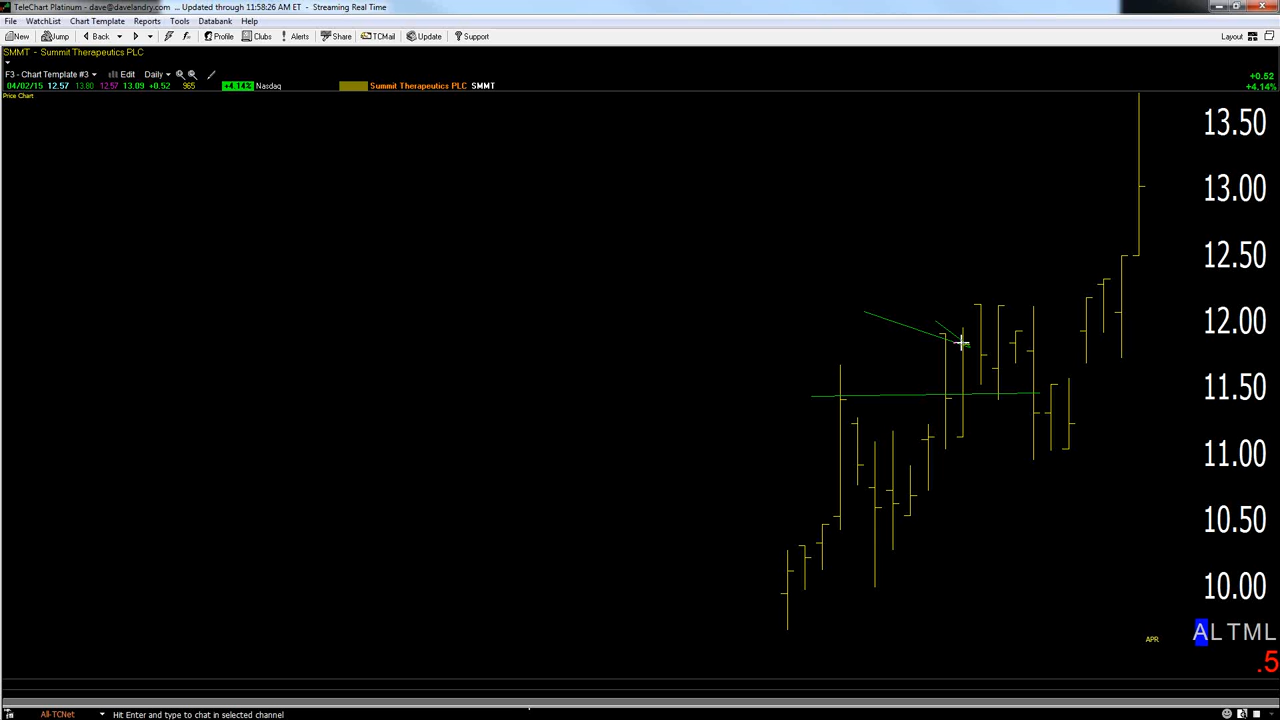 TeleChart Platinum - dave@davelandry.com ... Updated through 11:58:26 AM ET - Streaming Real Time
File WatchList Chart Template Reports Tools Databank Help
New Jump Back Profile Clubs Alerts Share TCMail Update Support Layout
SMMT - Summit Therapeutics PLC
F3 - Chart Template #3 Edit Daily +0.52
04/02/15 12.57 13.80 12.57 13.09 +0.52 965 +4.14% Nasdaq Summit Therapeutics PLC SMMT +4.14%
Price Chart
13.50
13.00
12.50
12.00
11.50
11.00
10.50
10.00
APR ALTML
.5
All-TCNet Hit Enter and type to chat in selected channel